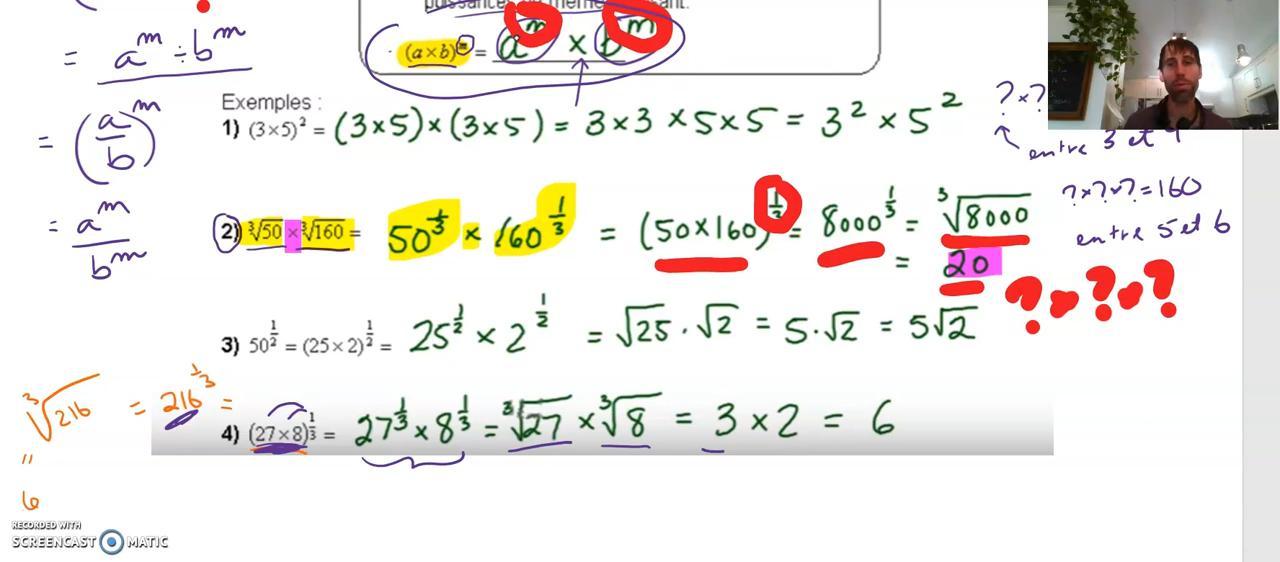 = a^m ÷ b^m
(a×b)^m = a^m × b^m
= (a/b)^m
= a^m/b^m
Exemples :
1) (3×5)² = (3×5)×(3×5) = 3×3×5×5 = 3² × 5²
?×?
entre 3 et 4
2) ∛50 × ∛160 = 50^(1/3) × 160^(1/3) = (50×160)^(1/3) = 8000^(1/3) = ∛8000
= 20
?×?×?=160
entre 5 et 6
? × ? × ?
3) 50^(1/2) = (25×2)^(1/2) = 25^(1/2) × 2^(1/2) = √25 · √2 = 5·√2 = 5√2
∛216 = 216^(1/3) =
"
6
4) (27×8)^(1/3) = 27^(1/3) × 8^(1/3) = ∛27 × ∛8 = 3 × 2 = 6
RECORDED WITH
SCREENCAST MATIC